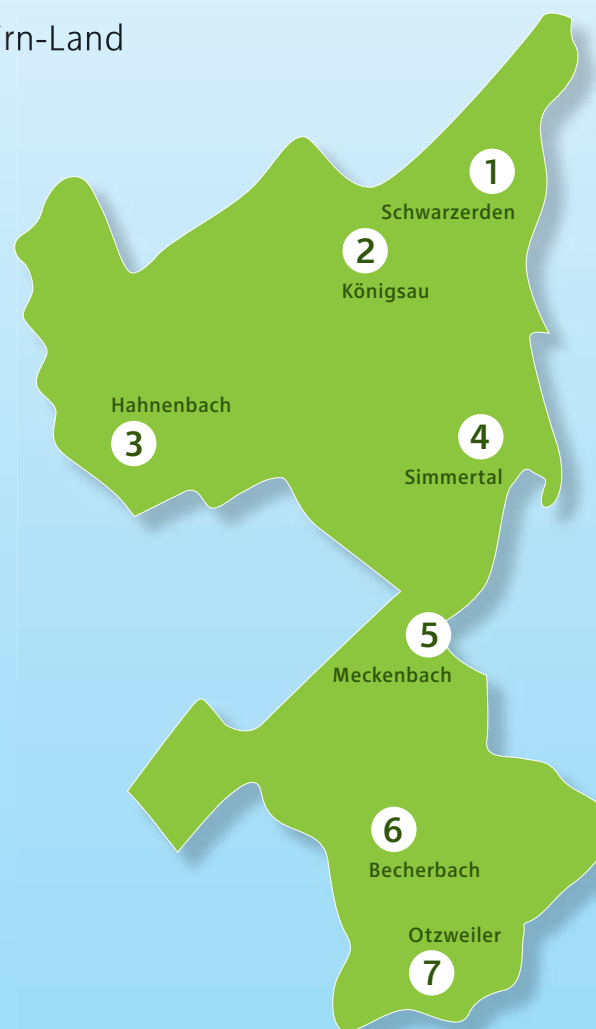 rn-Land
1
Schwarzerden
2
Königsau
Hahnenbach
3
4
Simmertal
5
Meckenbach
6
Becherbach
Otzweiler
7